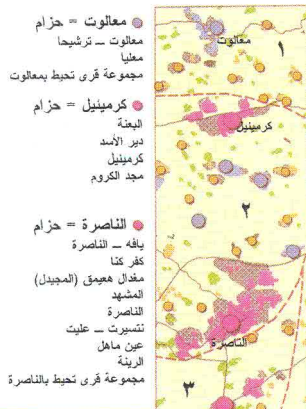 معالوت = حزام
معالوت – ترشيحا
معليا
مجموعة قرى تحيط بمعالوت
كرميئيل = حزام
البعنة
دير الأسد
كرميئيل
مجد الكروم
الناصرة = حزام
يافه – الناصرة
كفر كنا
مغدال هعيمق (المجيدل)
المشهد
الناصرة
نتسيرت – عليت
عين ماهل
الرينة
مجموعة قرى تحيط بالناصرة
معالوت
١
كرميئيل
٢
الناصرة
٣